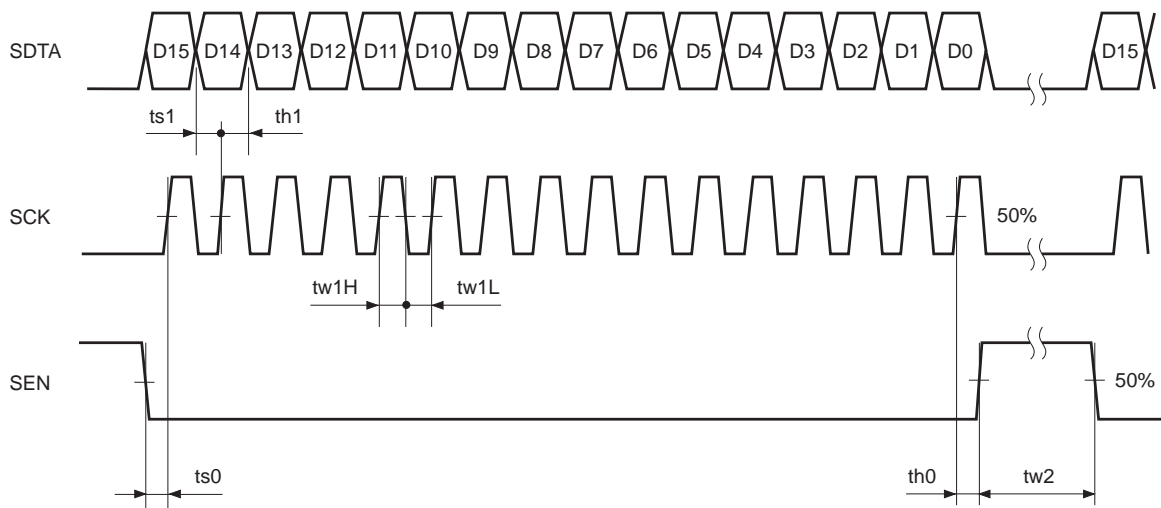 SDTA D15 D14 D13 D12 D11 D10 D9 D8 D7 D6 D5 D4 D3 D2 D1 D0 D15
ts1 th1
SCK 50%
tw1H tw1L
SEN 50%
ts0 th0 tw2